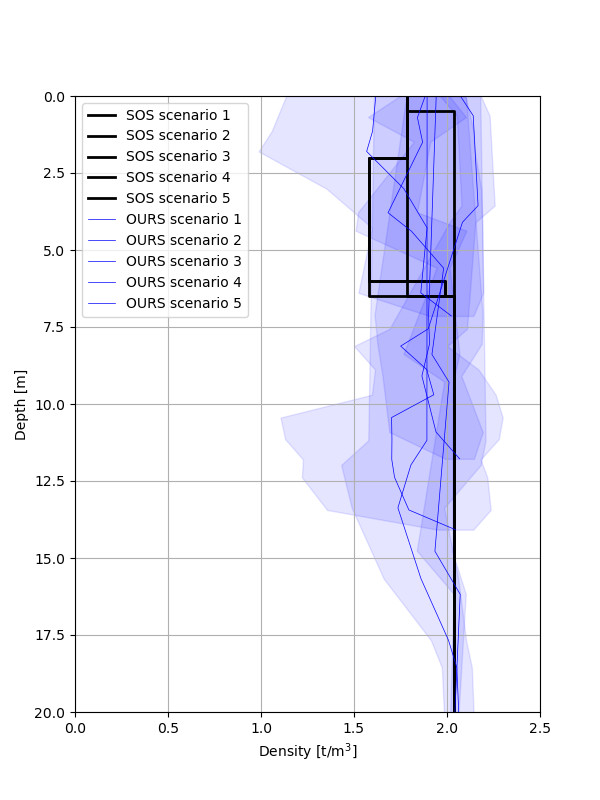 0.0
2.5
5.0
7.5
10.0
12.5
15.0
17.5
20.0
Depth [m]
SOS scenario 1
SOS scenario 2
SOS scenario 3
SOS scenario 4
SOS scenario 5
OURS scenario 1
OURS scenario 2
OURS scenario 3
OURS scenario 4
OURS scenario 5
0.0 0.5 1.0 1.5 2.0 2.5
Density [t/m³]